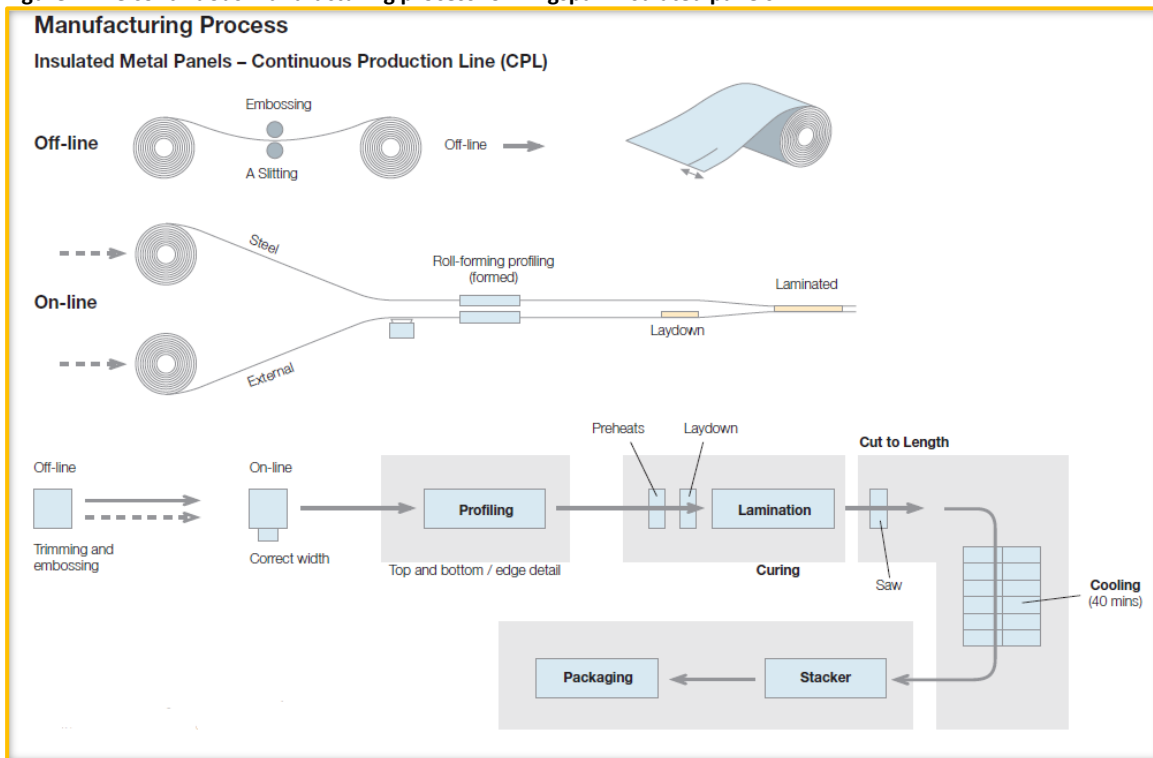 Manufacturing Process
Insulated Metal Panels – Continuous Production Line (CPL)
Embossing
Off-line
Off-line
A Slitting
Steel
Roll-forming profiling
(formed)
Laminated
On-line
Laydown
External
Preheats
Laydown
Cut to Length
Off-line
On-line
Profiling
Lamination
Trimming and
embossing
Correct width
Top and bottom / edge detail
Curing
Saw
Cooling
(40 mins)
Packaging
Stacker